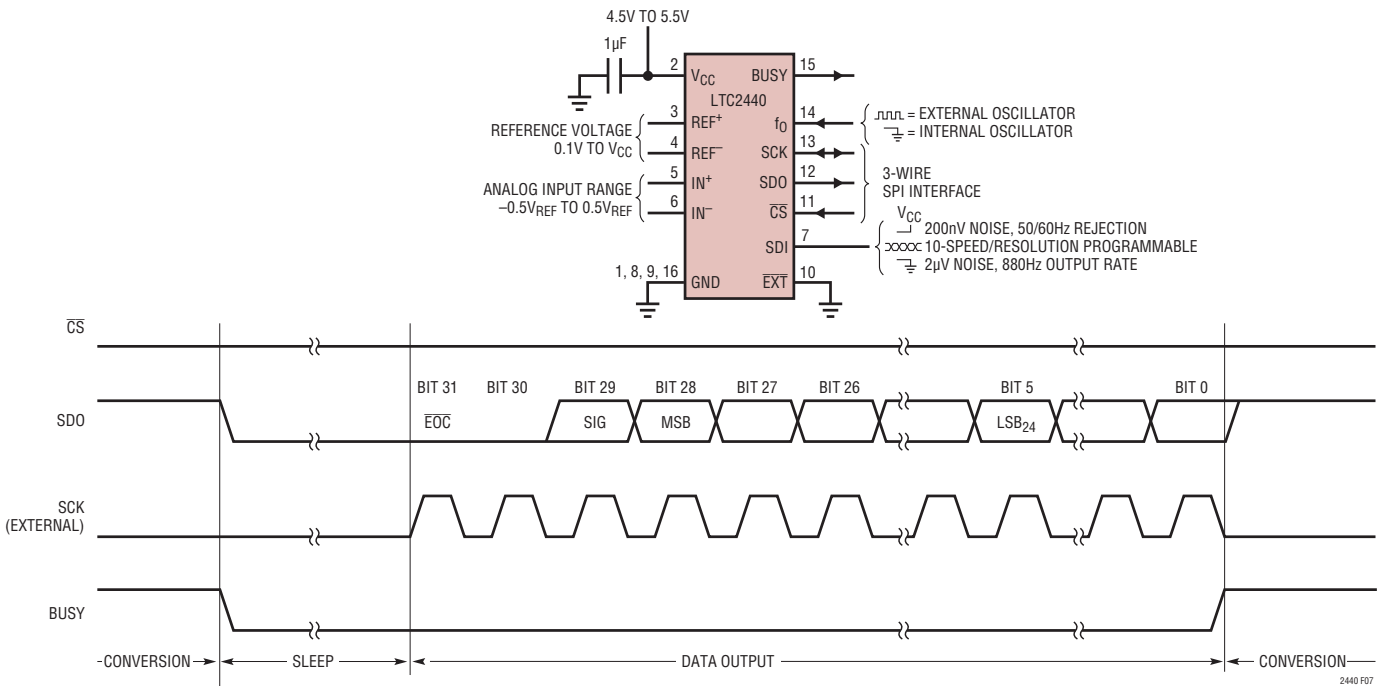 4.5V TO 5.5V
1µF
2
VCC
BUSY
15
LTC2440
REFERENCE VOLTAGE
0.1V TO VCC
3
REF+
fO
14
= EXTERNAL OSCILLATOR
= INTERNAL OSCILLATOR
4
REF–
SCK
13
3-WIRE
SPI INTERFACE
ANALOG INPUT RANGE
–0.5VREF TO 0.5VREF
5
IN+
SDO
12
6
IN–
CS
11
VCC
200nV NOISE, 50/60Hz REJECTION
SDI
7
10-SPEED/RESOLUTION PROGRAMMABLE
2µV NOISE, 880Hz OUTPUT RATE
1, 8, 9, 16
GND
EXT
10
CS
BIT 31 BIT 30 BIT 29 BIT 28 BIT 27 BIT 26 BIT 5 BIT 0
SDO
EOC SIG MSB LSB24
SCK
(EXTERNAL)
BUSY
CONVERSION SLEEP DATA OUTPUT CONVERSION
2440 F07